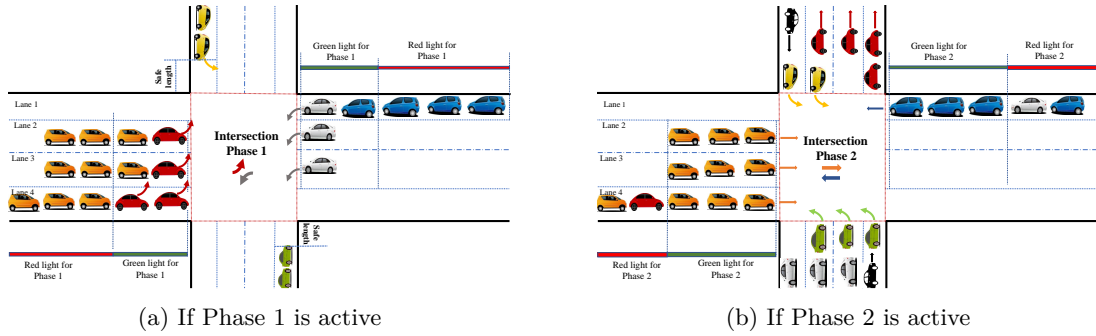 Safe
length
Green light for
Phase 1
Red light for
Phase 1
Lane 1
Lane 2
Lane 3
Lane 4
Intersection
Phase 1
Safe
length
Red light for
Phase 1
Green light for
Phase 1
(a) If Phase 1 is active
Green light for
Phase 2
Red light for
Phase 2
Lane 1
Lane 2
Lane 3
Lane 4
Intersection
Phase 2
Red light for
Phase 2
Green light for
Phase 2
(b) If Phase 2 is active